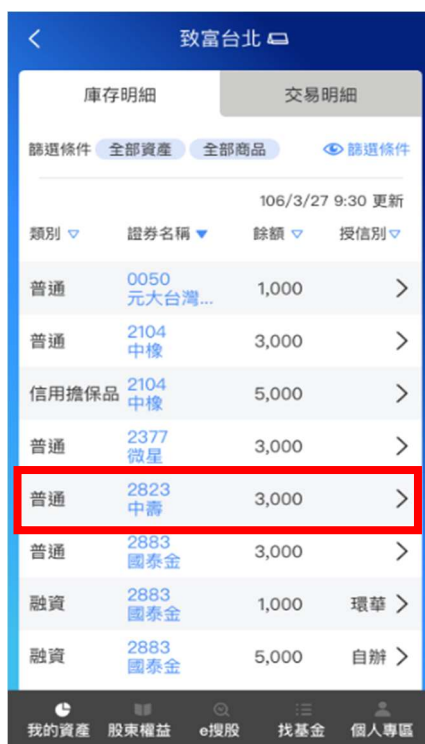 致富台北
庫存明細 交易明細
篩選條件 全部資產 全部商品 篩選條件
106/3/27 9:30 更新
類別 證券名稱 餘額 授信別
普通 0050 元大台灣... 1,000
普通 2104 中橡 3,000
信用擔保品 2104 中橡 5,000
普通 2377 微星 3,000
普通 2823 中壽 3,000
普通 2883 國泰金 3,000
融資 2883 國泰金 1,000 環華
融資 2883 國泰金 5,000 自辦
我的資產 股東權益 e搜股 找基金 個人專區